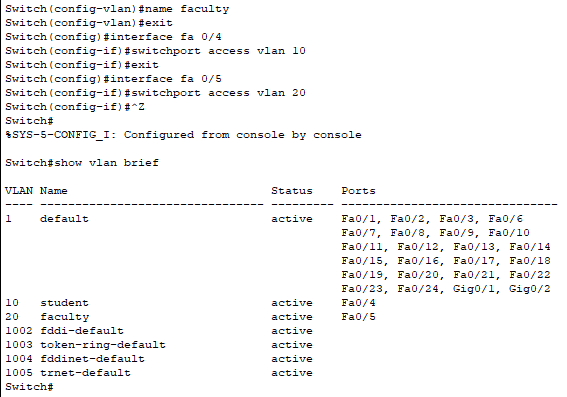 Switch(config-vlan)#name faculty
Switch(config-vlan)#exit
Switch(config)#interface fa 0/4
Switch(config-if)#switchport access vlan 10
Switch(config-if)#exit
Switch(config)#interface fa 0/5
Switch(config-if)#switchport access vlan 20
Switch(config-if)#^Z
Switch#
%SYS-5-CONFIG_I: Configured from console by console

Switch#show vlan brief

VLAN Name                             Status    Ports
---- -------------------------------- --------- -------------------------------
1    default                          active    Fa0/1, Fa0/2, Fa0/3, Fa0/6
                                                Fa0/7, Fa0/8, Fa0/9, Fa0/10
                                                Fa0/11, Fa0/12, Fa0/13, Fa0/14
                                                Fa0/15, Fa0/16, Fa0/17, Fa0/18
                                                Fa0/19, Fa0/20, Fa0/21, Fa0/22
                                                Fa0/23, Fa0/24, Gig0/1, Gig0/2
10   student                          active    Fa0/4
20   faculty                          active    Fa0/5
1002 fddi-default                     active
1003 token-ring-default               active
1004 fddinet-default                  active
1005 trnet-default                    active
Switch#